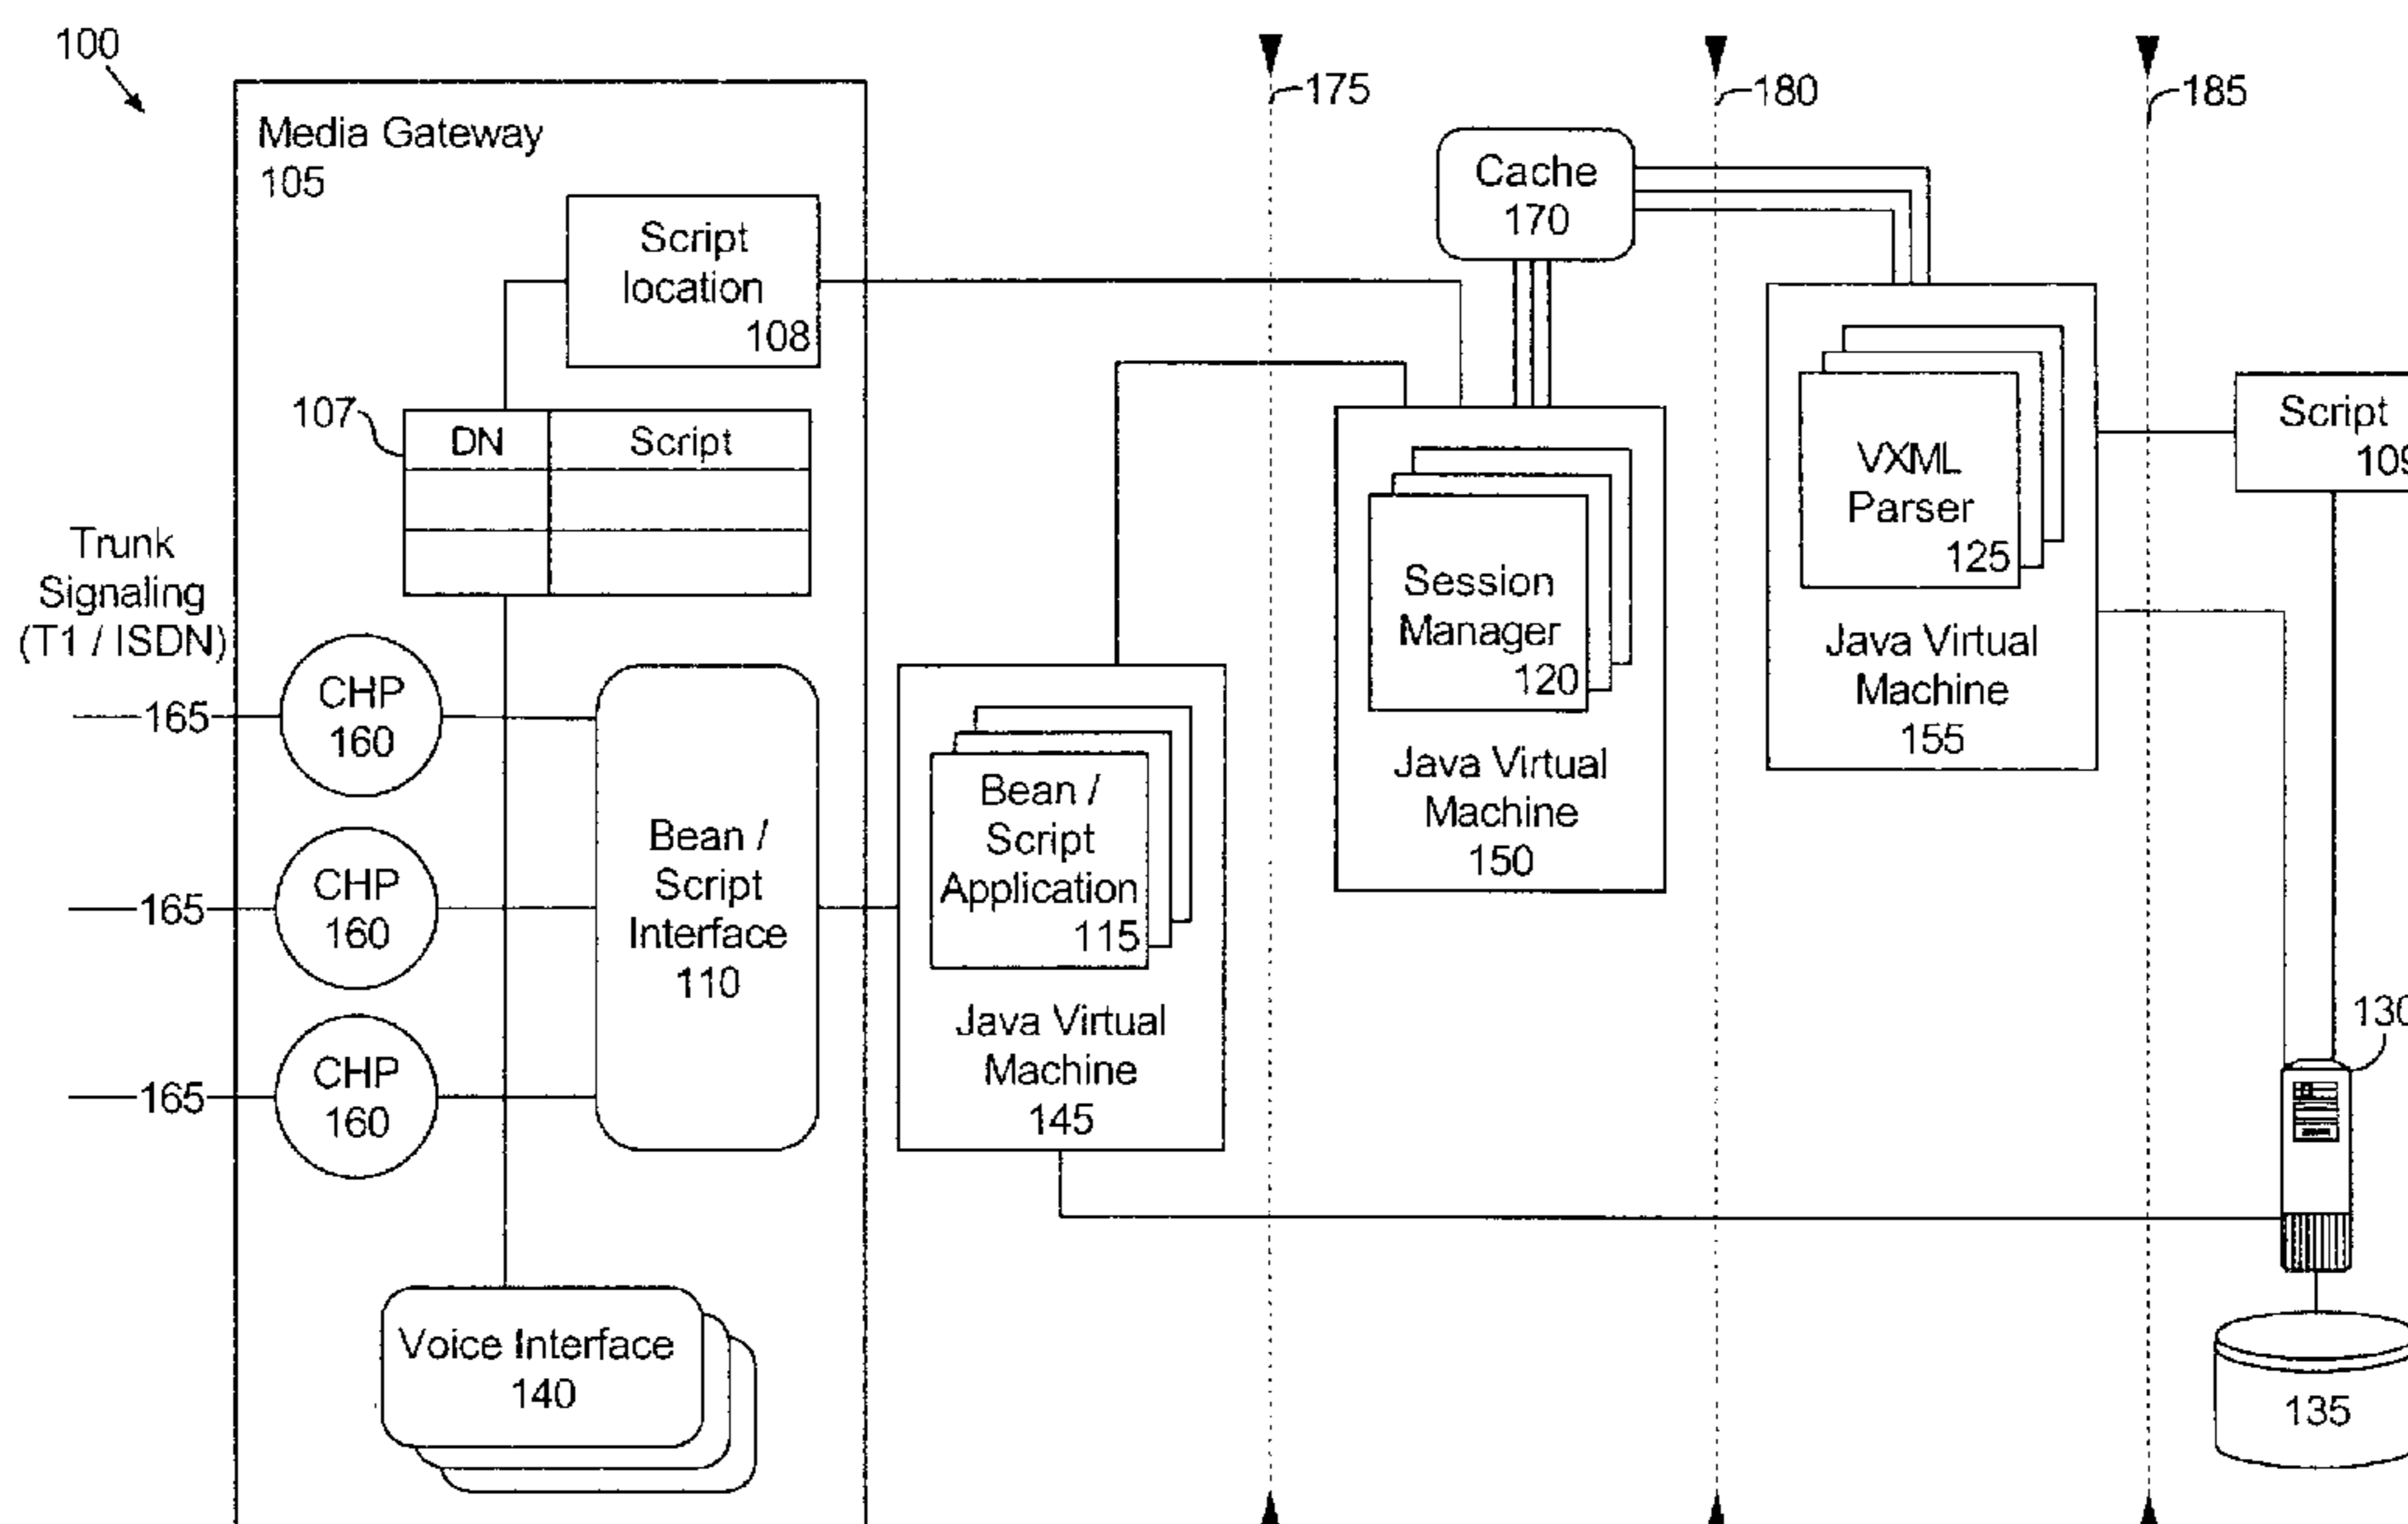 100
175
180
185
Media Gateway
105
Cache
170
Script
location
108
107
DN
Script
Script
109
VXML
Parser
125
Trunk
Signaling
(T1 / ISDN)
Session
Manager
120
Java Virtual
Machine
155
CHP
160
165
Java Virtual
Machine
150
Bean /
Script
Application
115
Bean /
Script
Interface
110
CHP
160
165
Java Virtual
Machine
145
130
CHP
160
165
Voice Interface
140
135